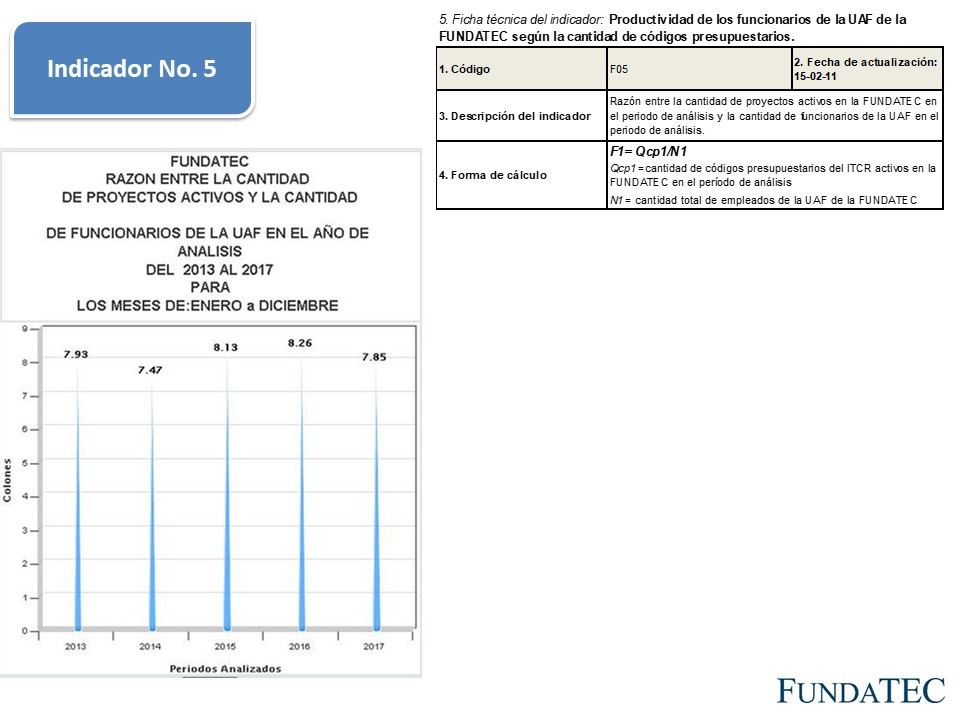 Indicador No. 5
5. Ficha técnica del indicador: Productividad de los funcionarios de la UAF de la
FUNDATEC según la cantidad de códigos presupuestarios.
1. Código
F05
2. Fecha de actualización:
15-02-11
3. Descripción del indicador
Razón entre la cantidad de proyectos activos en la FUNDATEC en
el periodo de análisis y la cantidad de funcionarios de la UAF en el
periodo de análisis.
4. Forma de cálculo
F1= Qcp1/N1
Qcp1 = cantidad de códigos presupuestarios del ITCR activos en la
FUNDATEC en el período de análisis
N1 = cantidad total de empleados de la UAF de la FUNDATEC
FUNDATEC
RAZON ENTRE LA CANTIDAD
DE PROYECTOS ACTIVOS Y LA CANTIDAD
DE FUNCIONARIOS DE LA UAF EN EL AÑO DE
ANALISIS
DEL 2013 AL 2017
PARA
LOS MESES DE:ENERO a DICIEMBRE
9
8
7
6
5
4
3
2
1
0
Colones
7.93
7.47
8.13
8.26
7.85
2013
2014
2015
2016
2017
Periodos Analizados
FUNDATEC